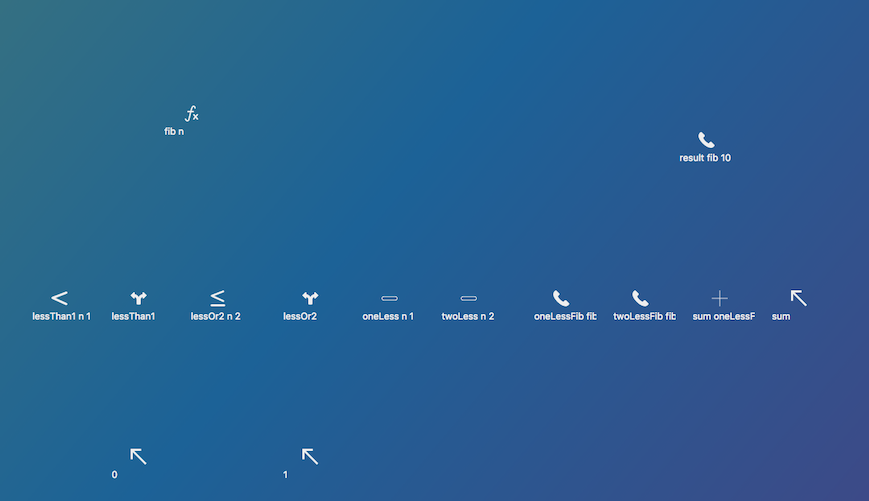 fib n
result fib 10
lessThan1 n 1
lessThan1
lessOr2 n 2
lessOr2
oneLess n 1
twoLess n 2
oneLessFib fib
twoLessFib fib
sum oneLessF
sum
0
1